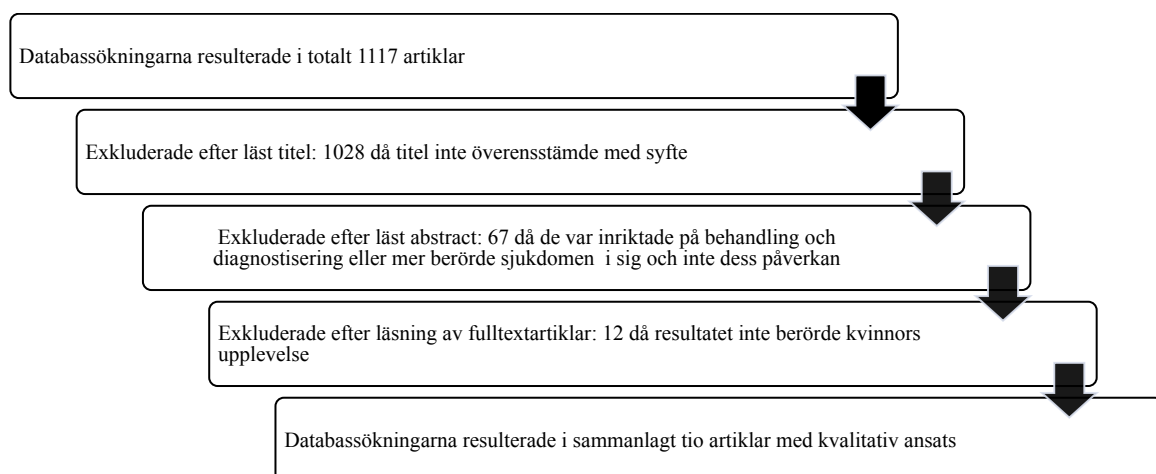 Databassökningarna resulterade i totalt 1117 artiklar
Exkluderade efter läst titel: 1028 då titel inte överensstämde med syfte
Exkluderade efter läst abstract: 67 då de var inriktade på behandling och
diagnostisering eller mer berörde sjukdomen i sig och inte dess påverkan
Exkluderade efter läsning av fulltextartiklar: 12 då resultatet inte berörde kvinnors
upplevelse
Databassökningarna resulterade i sammanlagt tio artiklar med kvalitativ ansats